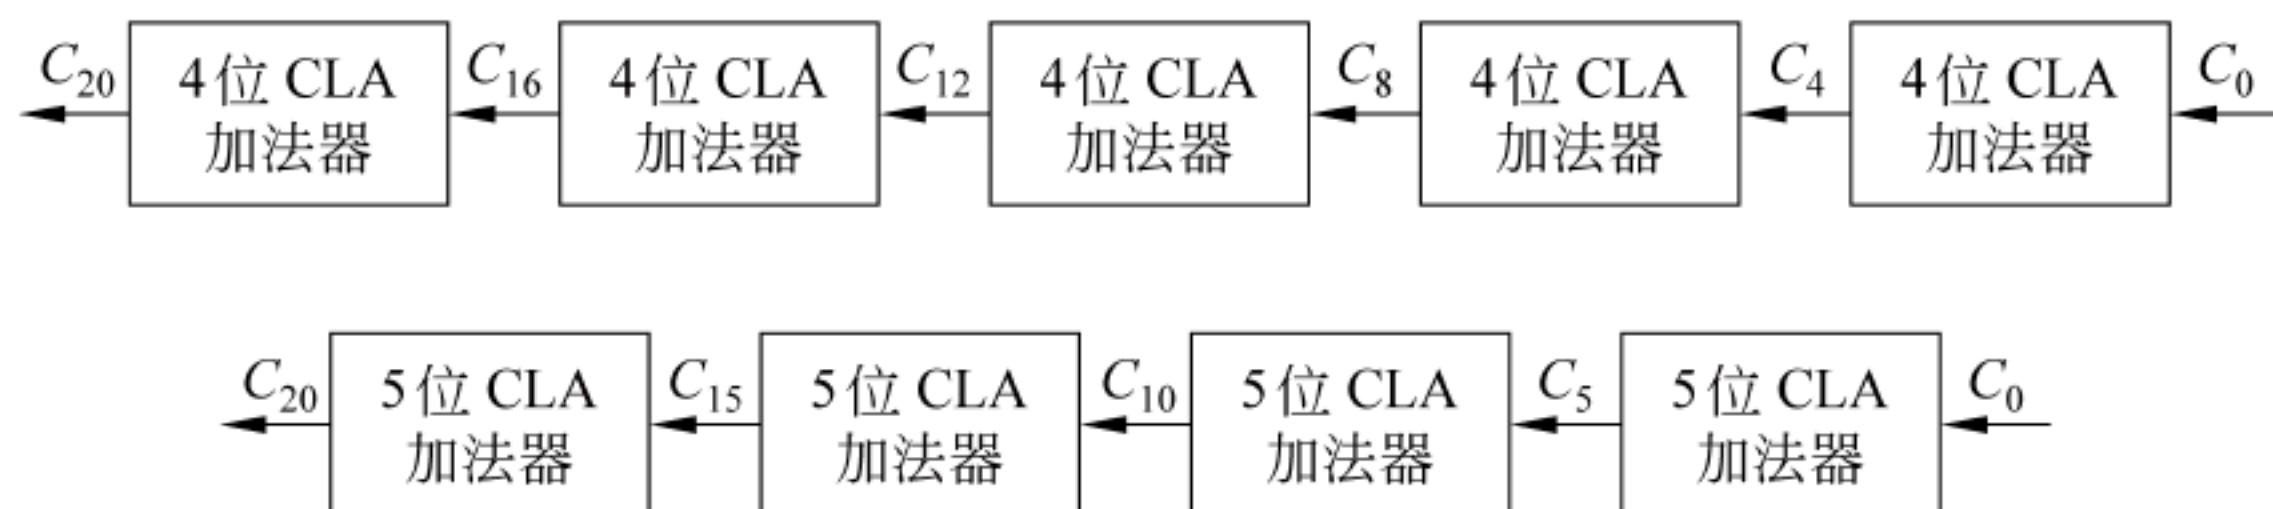 C₂₀ 4位 CLA C₁₆ 4位 CLA C₁₂ 4位 CLA C₈ 4位 CLA C₄ 4位 CLA C₀
加法器 加法器 加法器 加法器 加法器
C₂₀ 5位 CLA C₁₅ 5位 CLA C₁₀ 5位 CLA C₅ 5位 CLA C₀
加法器 加法器 加法器 加法器